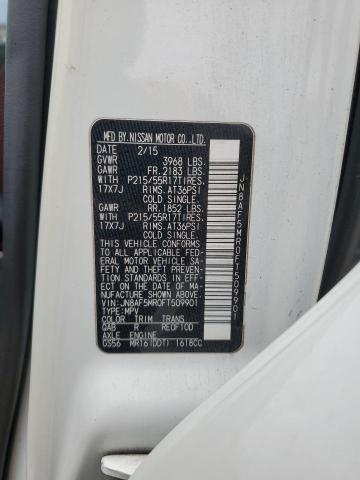 MFD BY. NISSAN MOTOR CO., LTD.
DATE 2/15
GVWR 3968 LBS.
GAWR FR. 2183 LBS.
WITH P215/55R17TIRES,
17X7J RIMS, AT36PSI
COLD SINGLE.
GAWR RR. 1852 LBS.
WITH P215/55R17TIRES,
17X7J RIMS, AT36PSI
COLD SINGLE.
THIS VEHICLE CONFORMS
TO ALL APPLICABLE FED-
ERAL MOTOR VEHICLE SA-
FETY AND THEFT PREVEN-
TION STANDARDS IN EFF-
ECT ON THE DATE OF MA-
NUFACTURE SHOWN ABOVE.
VIN: JN8AF5MR0FT509901
TYPE: MPV
COLOR TRIM TRANS
QAB R RE0F10D
AXLE ENGINE
GS56 MR16(DDT) 1618CC
JN8AF5MR0FT509901